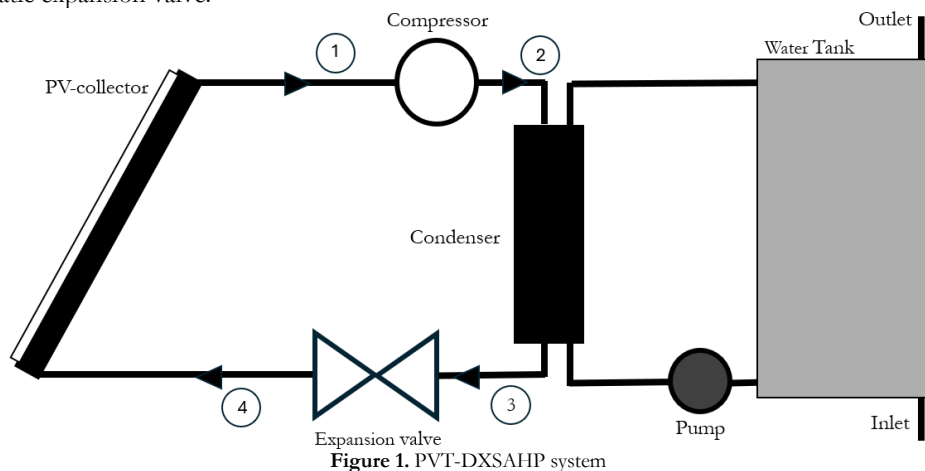 atic expansion valve.
Compressor
Outlet
1
2
Water Tank
PV-collector
Condenser
4
3
Inlet
Pump
Expansion valve
Figure 1. PVT-DXSAHP system